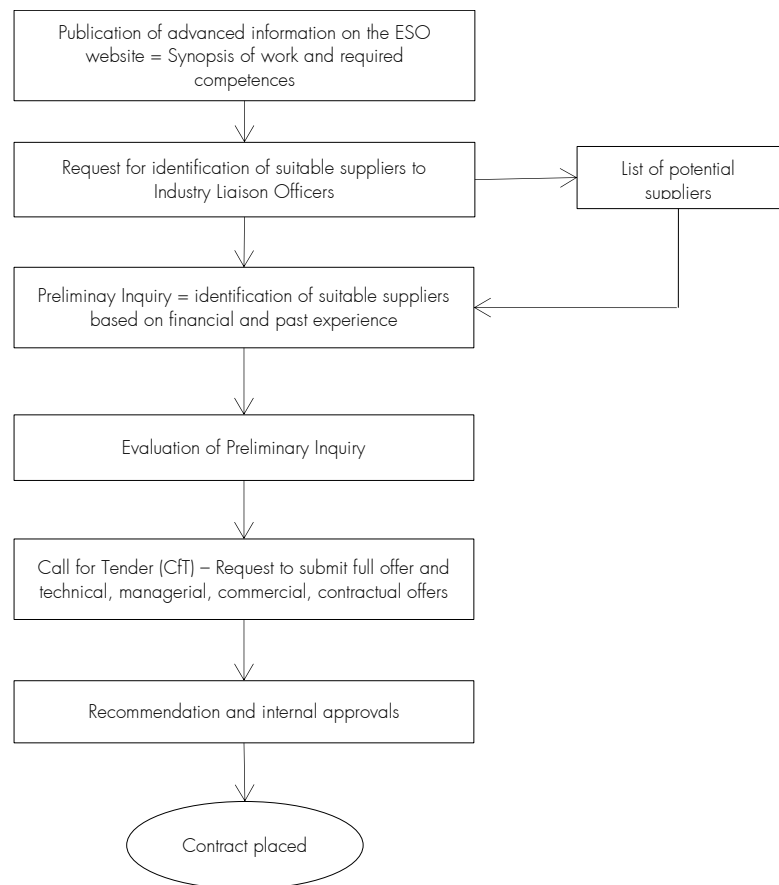 Publication of advanced information on the ESO
website = Synopsis of work and required
competences
Request for identification of suitable suppliers to
Industry Liaison Officers
List of potential
suppliers
Preliminay Inquiry = identification of suitable suppliers
based on financial and past experience
Evaluation of Preliminary Inquiry
Call for Tender (CfT) – Request to submit full offer and
technical, managerial, commercial, contractual offers
Recommendation and internal approvals
Contract placed